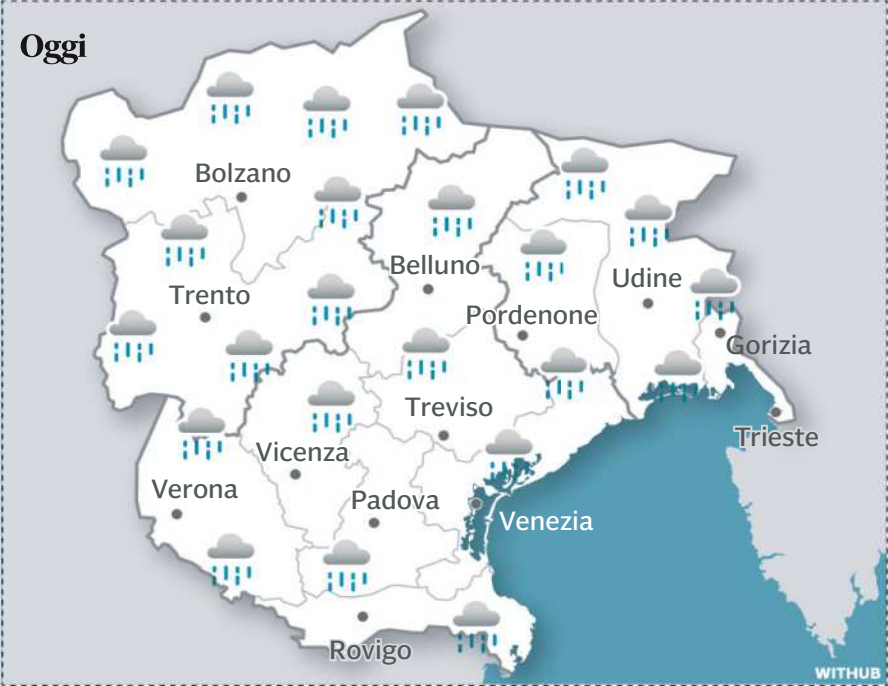 Oggi
Bolzano
Belluno
Udine
Trento
Pordenone
Gorizia
Treviso
Trieste
Vicenza
Verona
Padova
Venezia
Rovigo
WITHUB